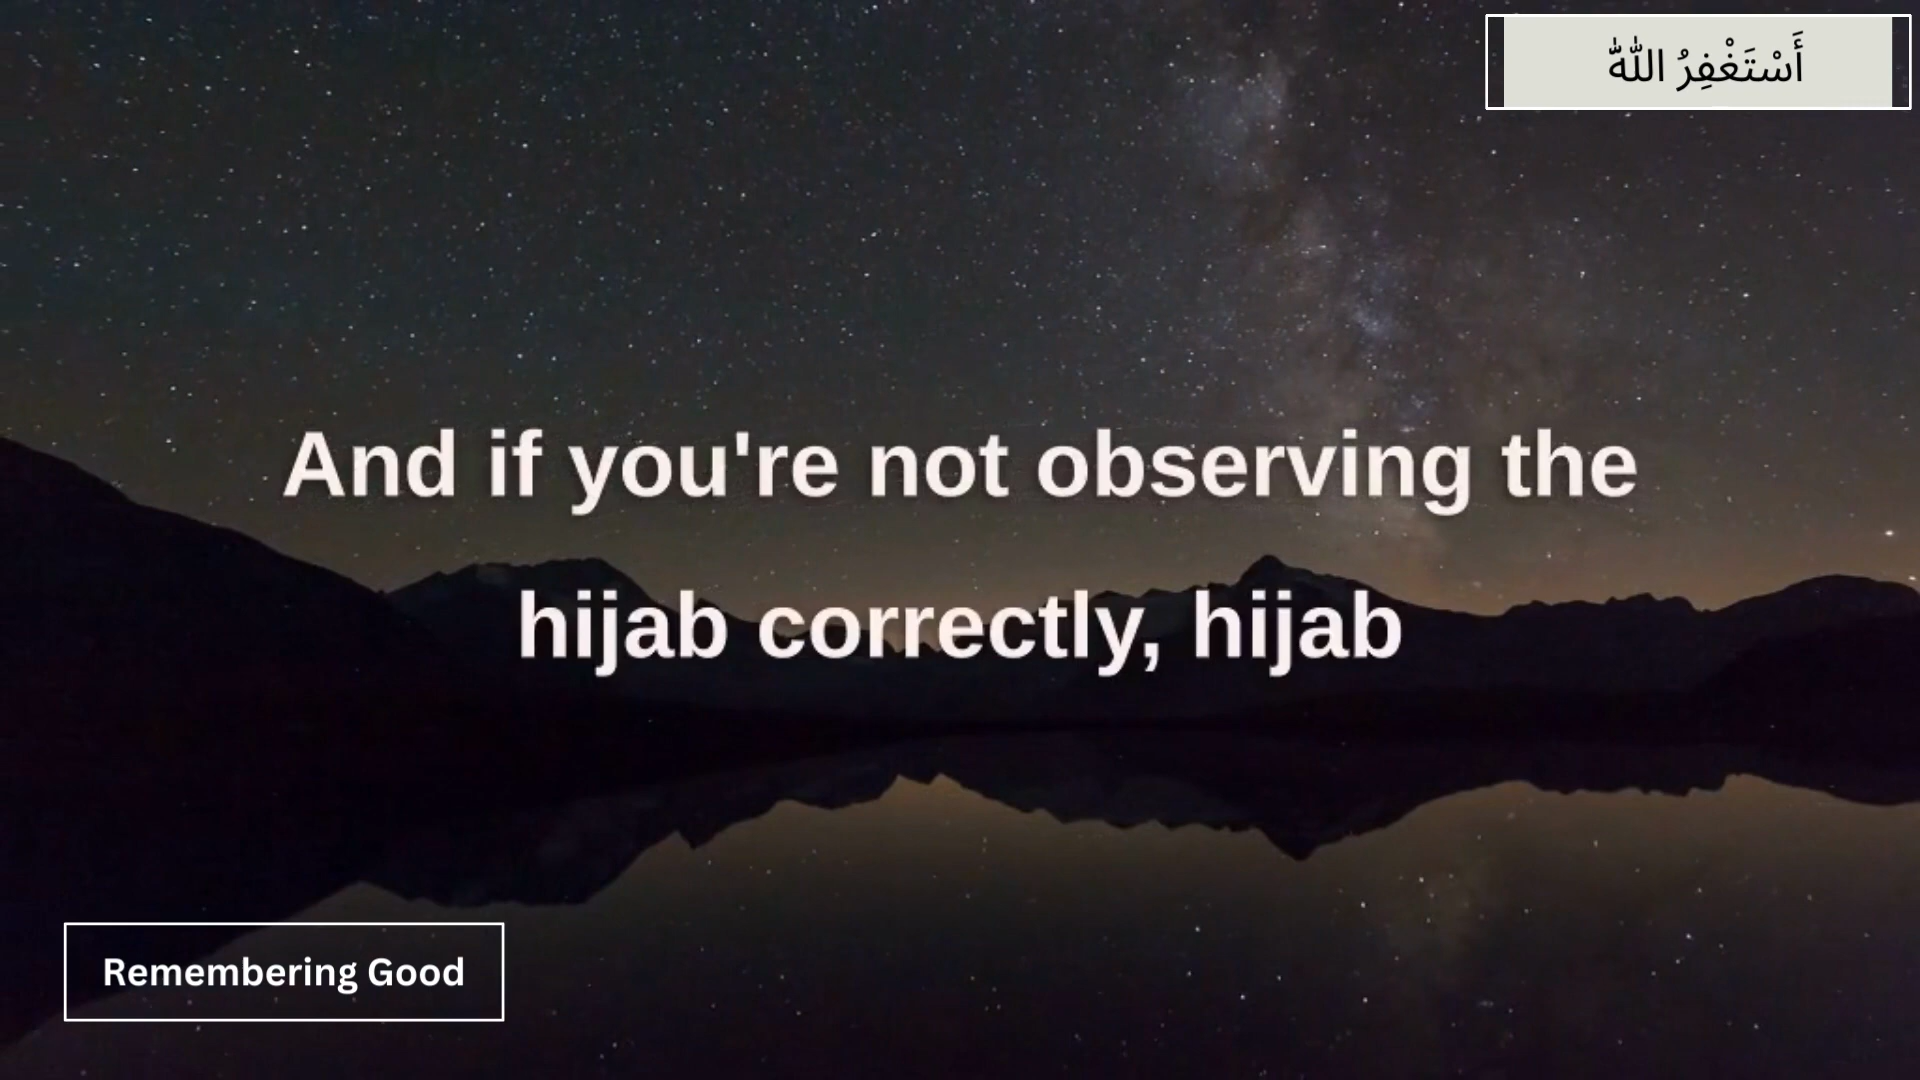 أَسْتَغْفِرُ اللّٰهَ
And if you're not observing the
hijab correctly, hijab
Remembering Good